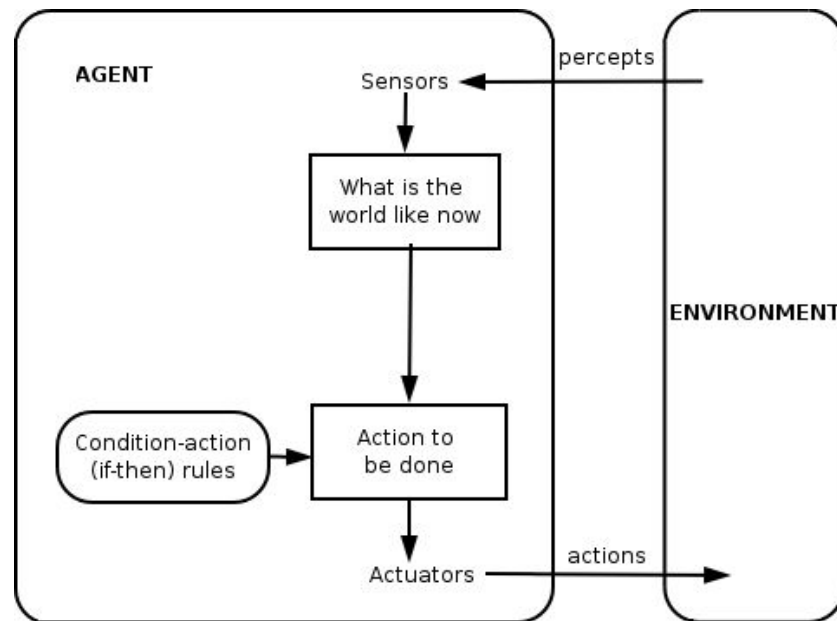 AGENT
percepts
Sensors
What is the
world like now
ENVIRONMENT
Condition-action
(if-then) rules
Action to
be done
Actuators
actions